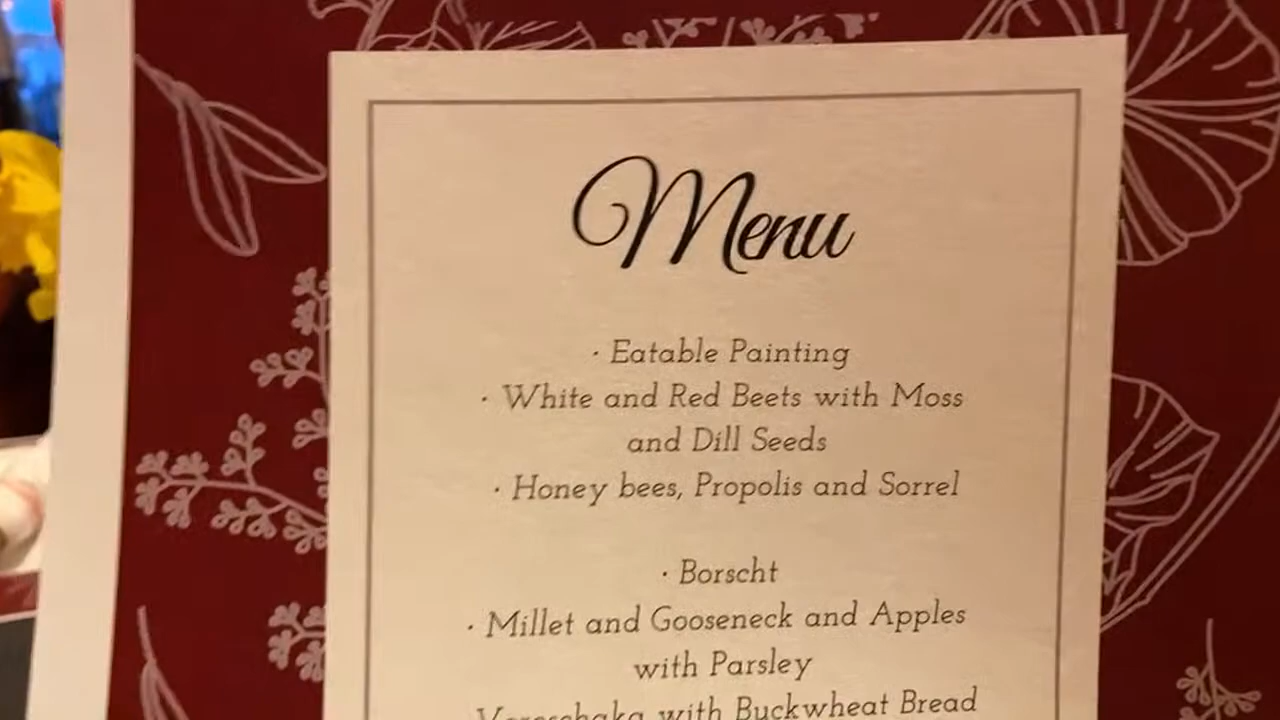 Menu
· Eatable Painting
· White and Red Beets with Moss
and Dill Seeds
· Honey bees, Propolis and Sorrel
· Borscht
· Millet and Gooseneck and Apples
with Parsley
with Buckwheat Bread